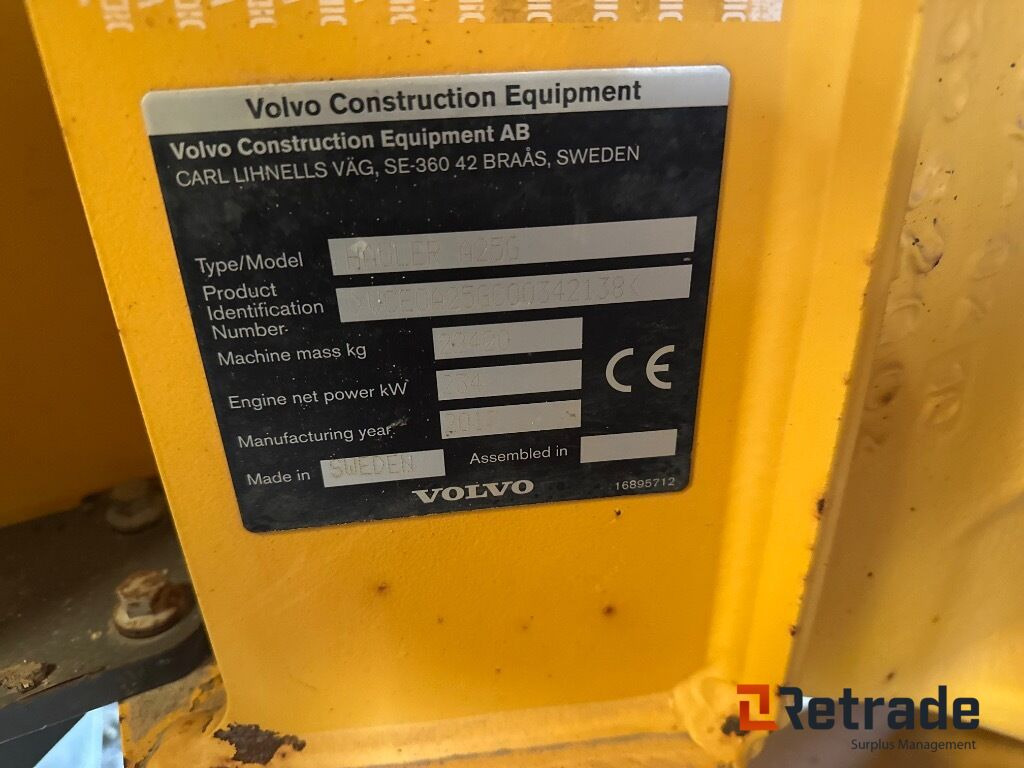 Volvo Construction Equipment
Volvo Construction Equipment AB
CARL LIHNELLS VÄG, SE-360 42 BRAÅS, SWEDEN
Type/Model HAULER A25G
Product
Identification
Number
Machine mass kg
Engine net power kW
Manufacturing year
Made in SWEDEN Assembled in
CE
VOLVO 16895712
Retrade
Surplus Management